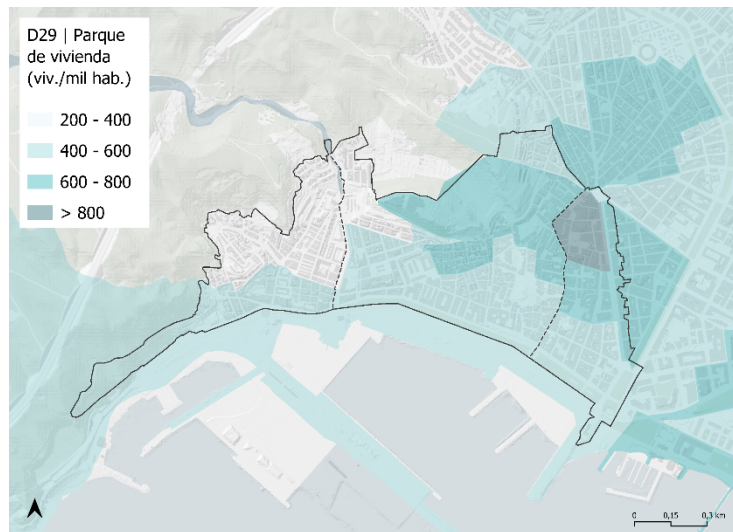 D29 | Parque
de vivienda
(viv./mil hab.)
200 - 400
400 - 600
600 - 800
> 800
0 0,15 0,3 km